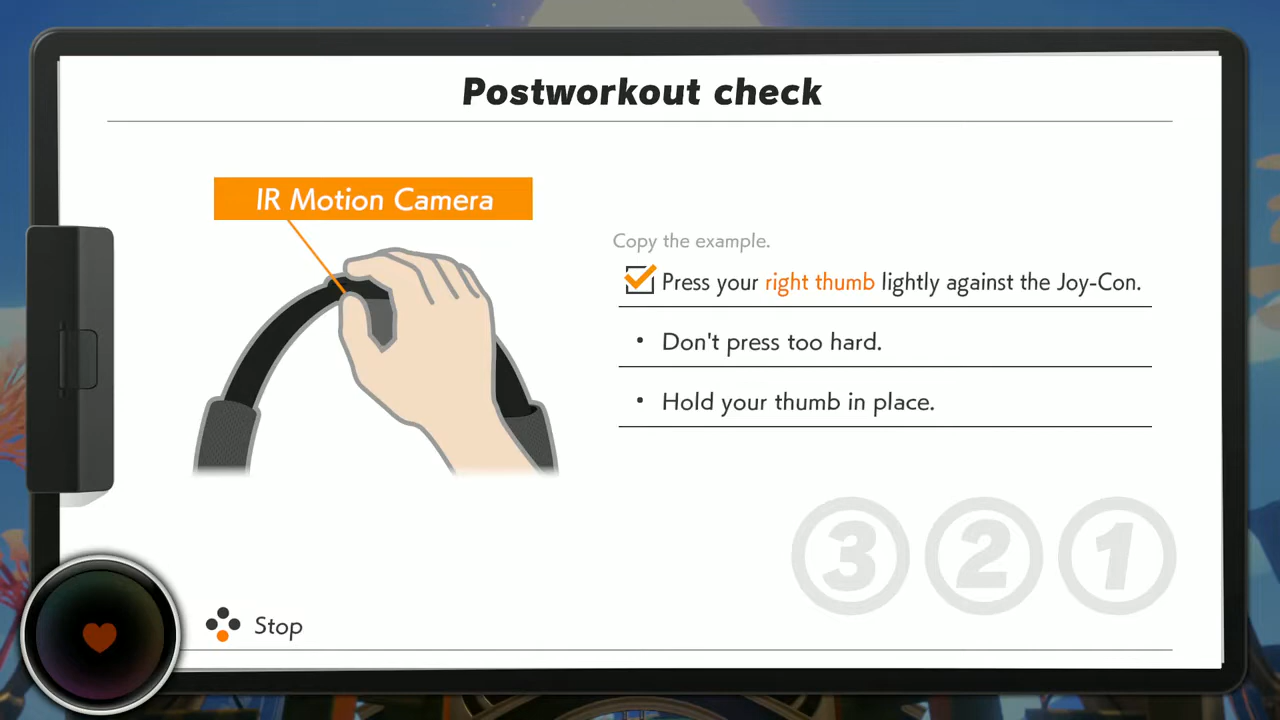 Postworkout check
IR Motion Camera
Copy the example.
Press your right thumb lightly against the Joy-Con.
• Don't press too hard.
• Hold your thumb in place.
3 2 1
Stop